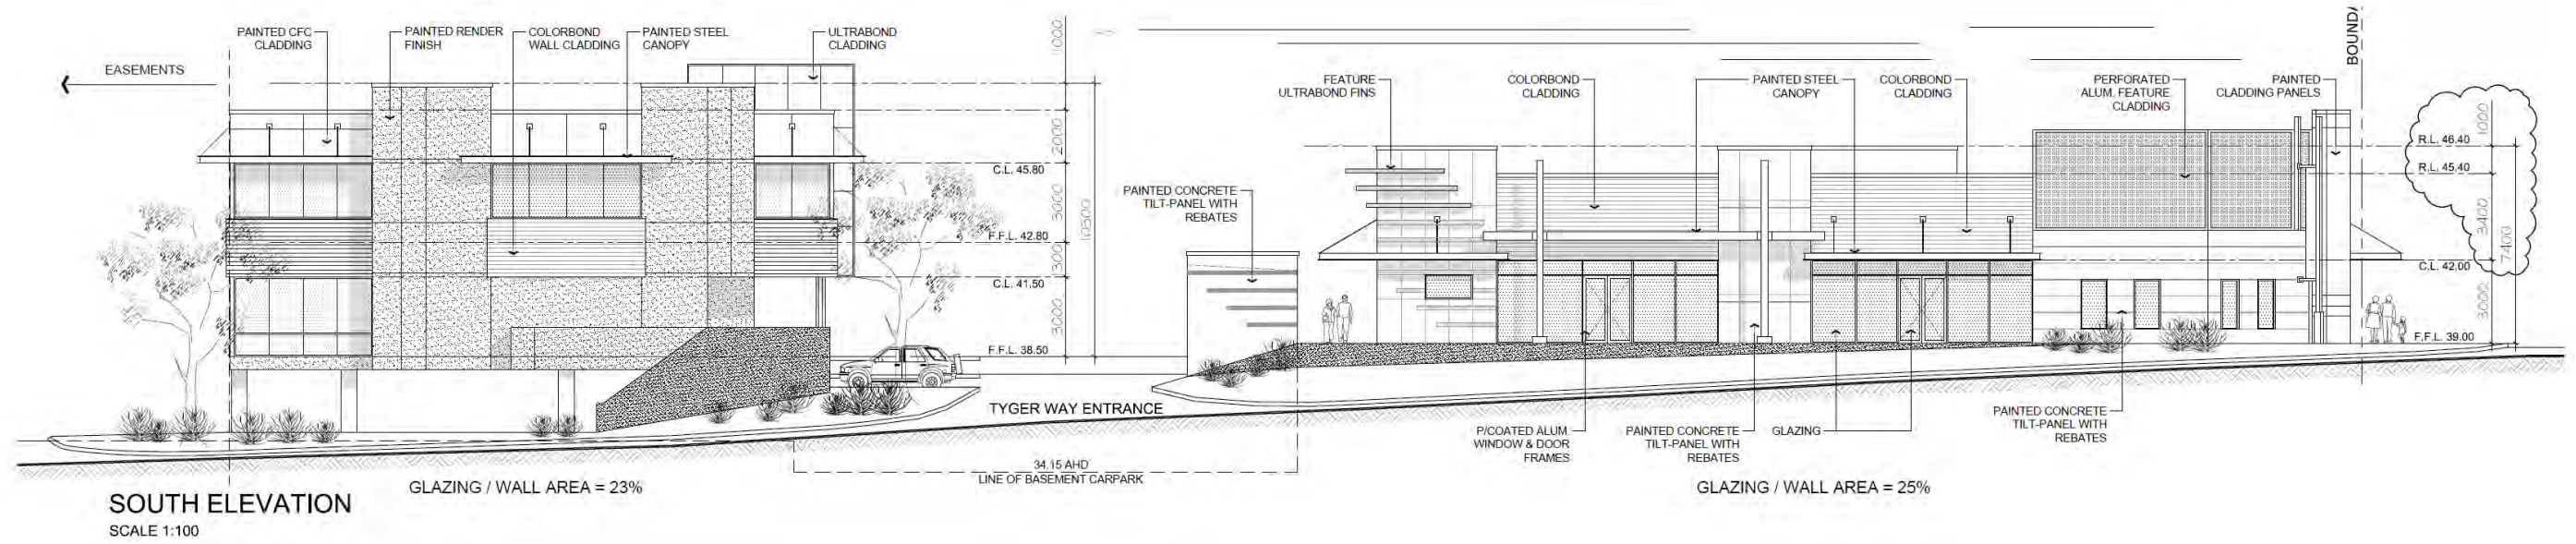 PAINTED CFC
CLADDING
PAINTED RENDER
FINISH
COLORBOND
WALL CLADDING
PAINTED STEEL
CANOPY
ULTRABOND
CLADDING
EASEMENTS
1000
2000
3000
1300
3000
C.L. 45.80
F.F.L. 42.80
C.L. 41.50
F.F.L. 38.50
TYGER WAY ENTRANCE
34.15 AHD
LINE OF BASEMENT CARPARK
PAINTED CONCRETE
TILT-PANEL WITH
REBATES
FEATURE
ULTRABOND FINS
COLORBOND
CLADDING
PAINTED STEEL
CANOPY
COLORBOND
CLADDING
PERFORATED
ALUM. FEATURE
CLADDING
PAINTED
CLADDING PANELS
R.L. 46.40
R.L. 45.40
C.L. 42.00
F.F.L. 39.00
1000
3400
3000
7400
P/COATED ALUM.
WINDOW & DOOR
FRAMES
PAINTED CONCRETE
TILT-PANEL WITH
REBATES
GLAZING
PAINTED CONCRETE
TILT-PANEL WITH
REBATES
SOUTH ELEVATION
SCALE 1:100
GLAZING / WALL AREA = 23%
GLAZING / WALL AREA = 25%